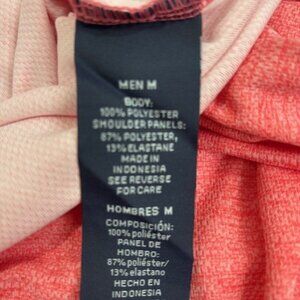 MEN M
BODY:
100% POLYESTER
SHOULDER PANELS:
87% POLYESTER,
13% ELASTANE
MADE IN
INDONESIA
SEE REVERSE
FOR CARE
HOMBRES M
COMPOSICIÓN:
100% poliéster
PANEL DE
HOMBRO:
87% poliéster/
13% elastano
HECHO EN
INDONESIA